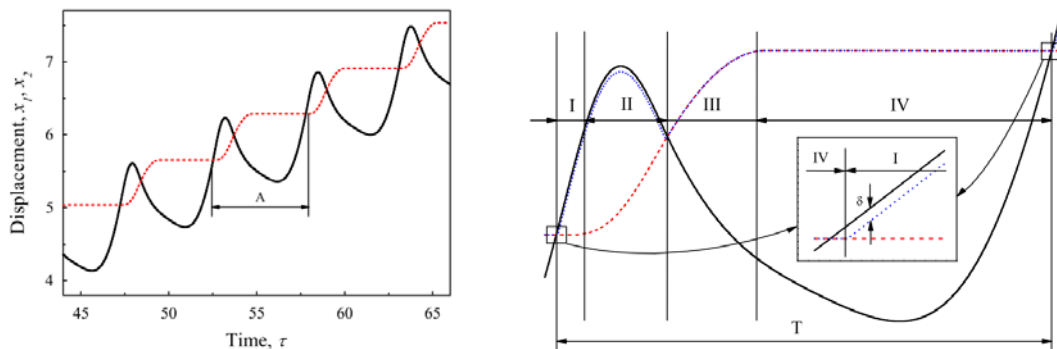 Displacement, x₁, x₂
7
6
5
4
A
45
50
55
60
65
Time, τ
I
II
III
IV
IV
I
δ
T